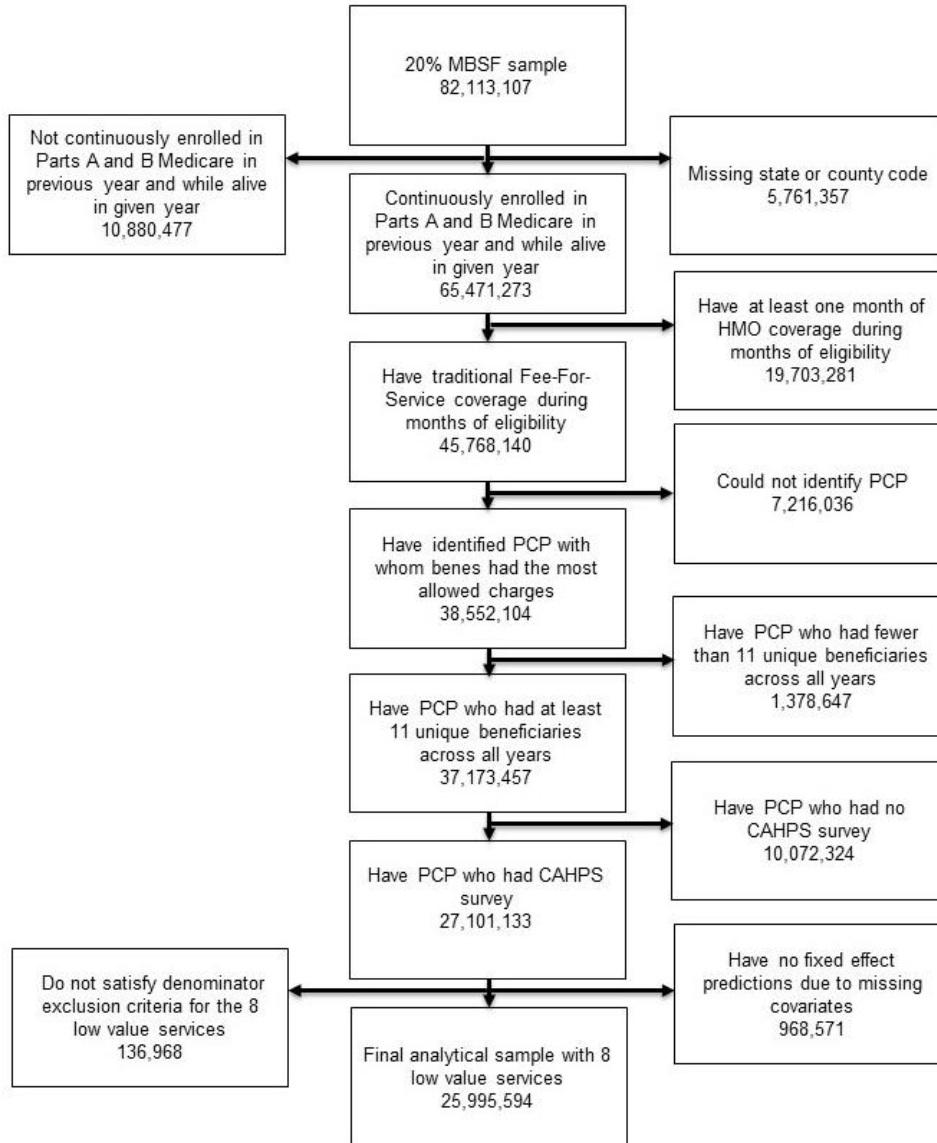 20% MBSF sample
82,113,107
Not continuously enrolled in
Parts A and B Medicare in
previous year and while alive
in given year
10,880,477
Missing state or county code
5,761,357
Continuously enrolled in
Parts A and B Medicare in
previous year and while alive
in given year
65,471,273
Have at least one month of
HMO coverage during
months of eligibility
19,703,281
Have traditional Fee-For-
Service coverage during
months of eligibility
45,768,140
Could not identify PCP
7,216,036
Have identified PCP with
whom benes had the most
allowed charges
38,552,104
Have PCP who had fewer
than 11 unique beneficiaries
across all years
1,378,647
Have PCP who had at least
11 unique beneficiaries
across all years
37,173,457
Have PCP who had no
CAHPS survey
10,072,324
Have PCP who had CAHPS
survey
27,101,133
Do not satisfy denominator
exclusion criteria for the 8
low value services
136,968
Have no fixed effect
predictions due to missing
covariates
968,571
Final analytical sample with 8
low value services
25,995,594